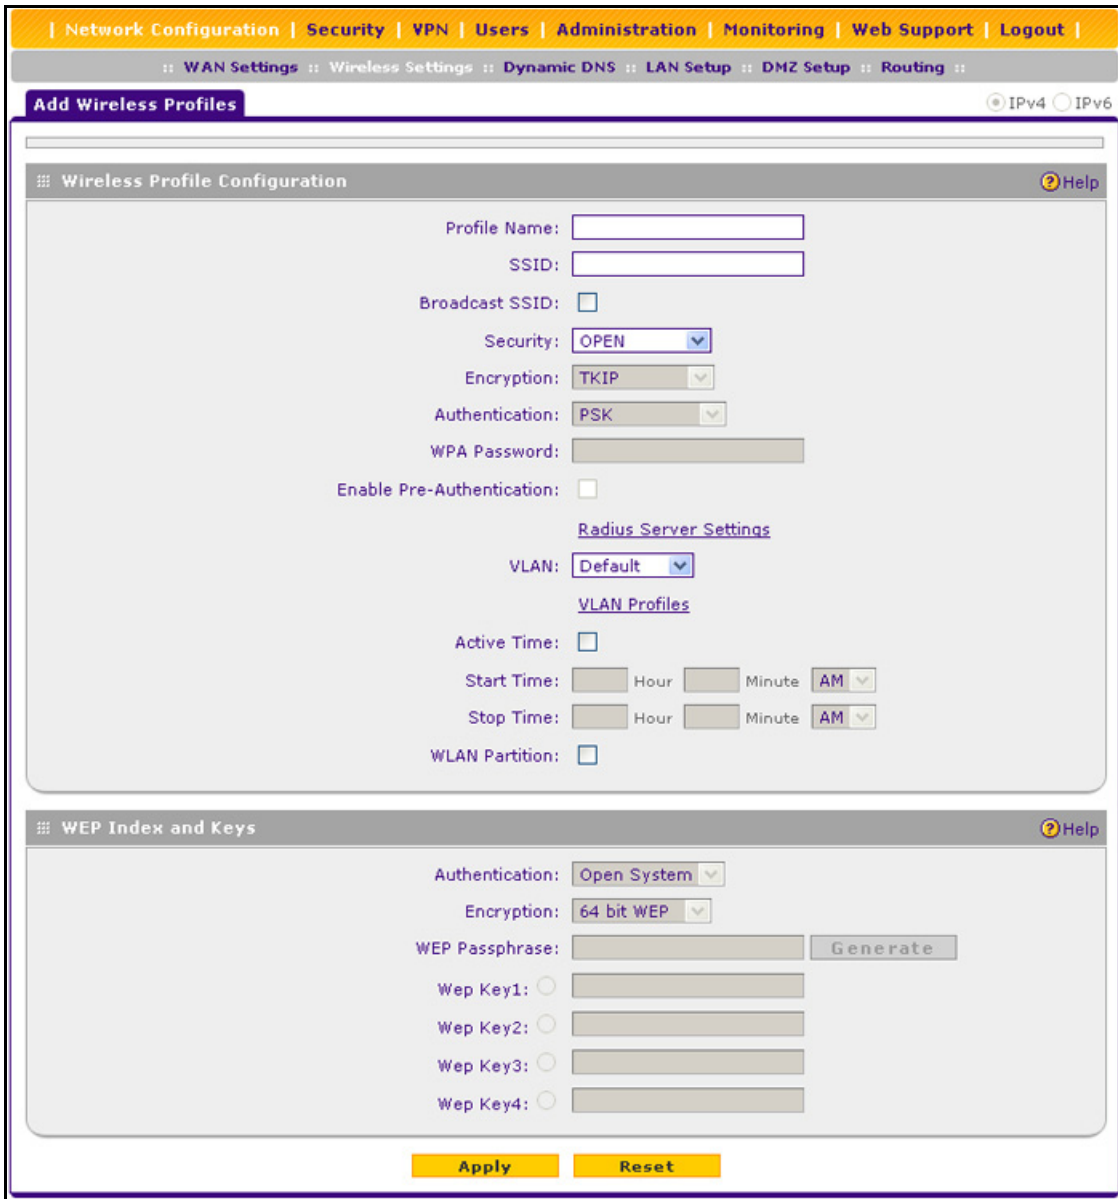 | Network Configuration | Security | VPN | Users | Administration | Monitoring | Web Support | Logout |
:: WAN Settings :: Wireless Settings :: Dynamic DNS :: LAN Setup :: DMZ Setup :: Routing ::
Add Wireless Profiles IPv4 IPv6
Wireless Profile Configuration ? Help
Profile Name:
SSID:
Broadcast SSID:
Security: OPEN
Encryption: TKIP
Authentication: PSK
WPA Password:
Enable Pre-Authentication:
Radius Server Settings
VLAN: Default
VLAN Profiles
Active Time:
Start Time: Hour Minute AM
Stop Time: Hour Minute AM
WLAN Partition:
WEP Index and Keys ? Help
Authentication: Open System
Encryption: 64 bit WEP
WEP Passphrase: Generate
Wep Key1:
Wep Key2:
Wep Key3:
Wep Key4:
Apply Reset